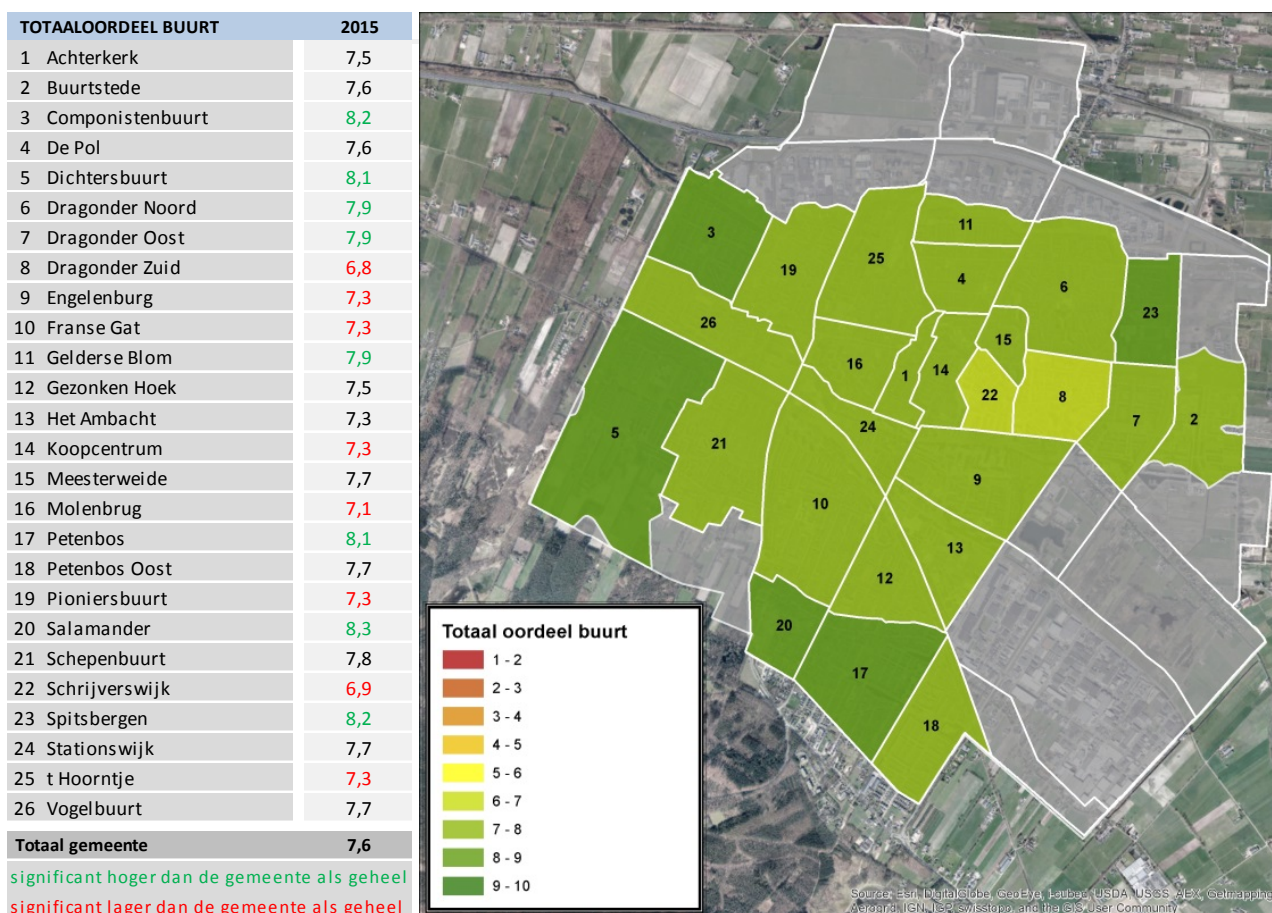 TOTAALOORDEEL BUURT 2015
1 Achterkerk 7,5
2 Buurtstede 7,6
3 Componistenbuurt 8,2
4 De Pol 7,6
5 Dichtersbuurt 8,1
6 Dragonder Noord 7,9
7 Dragonder Oost 7,9
8 Dragonder Zuid 6,8
9 Engelenburg 7,3
10 Franse Gat 7,3
11 Gelderse Blom 7,9
12 Gezonken Hoek 7,5
13 Het Ambacht 7,3
14 Koopcentrum 7,3
15 Meesterweide 7,7
16 Molenbrug 7,1
17 Petenbos 8,1
18 Petenbos Oost 7,7
19 Pioniersbuurt 7,3
20 Salamander 8,3
21 Schepenbuurt 7,8
22 Schrijverswijk 6,9
23 Spitsbergen 8,2
24 Stationswijk 7,7
25 t Hoorntje 7,3
26 Vogelbuurt 7,7
Totaal gemeente 7,6
significant hoger dan de gemeente als geheel
significant lager dan de gemeente als geheel
3
11
19
25
4
6
23
26
15
16
1
14
22
8
7
2
5
21
24
9
10
13
12
20
17
18
Totaal oordeel buurt
1 - 2
2 - 3
3 - 4
4 - 5
5 - 6
6 - 7
7 - 8
8 - 9
9 - 10
Source: Esri, DigitalGlobe, GeoEye, i-cubed, USDA, USGS, AEX, Getmapping,
Aerogrid, IGN, IGP, swisstopo, and the GIS User Community